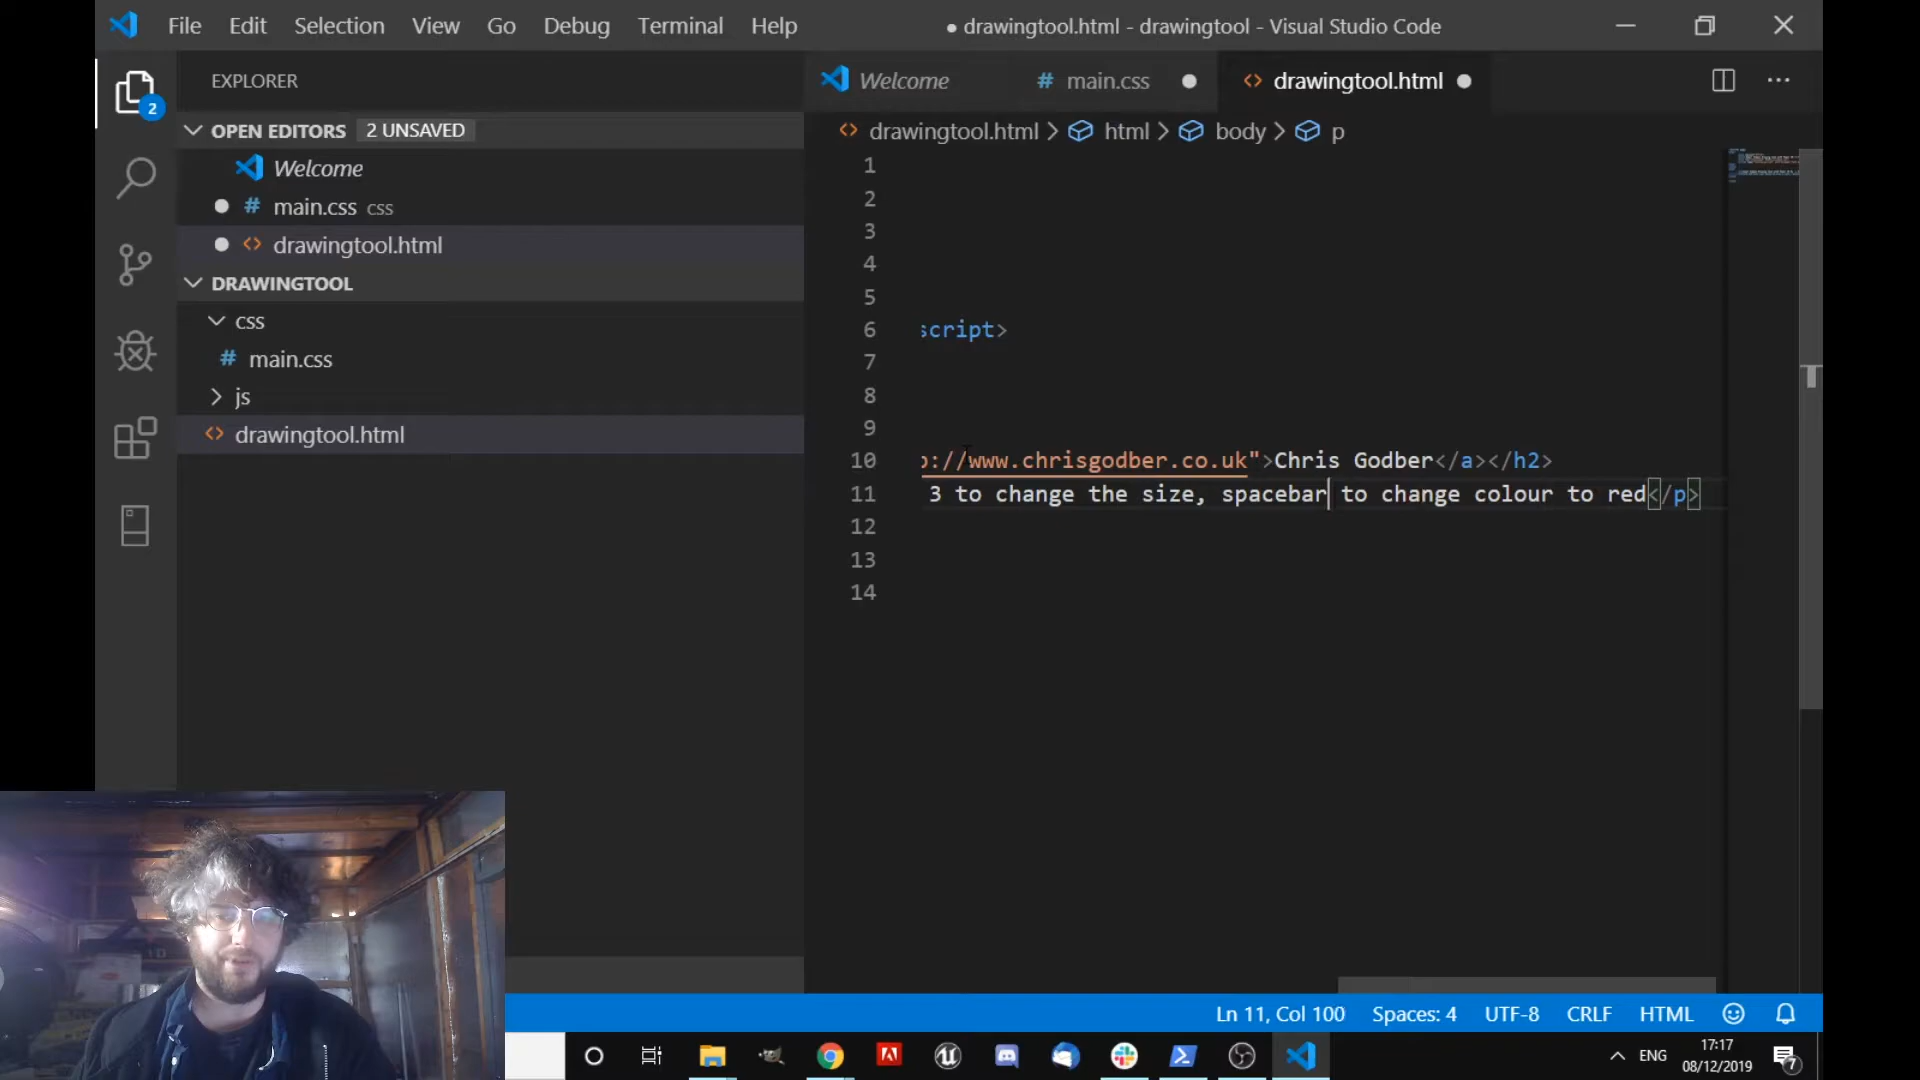 File Edit Selection View Go Debug Terminal Help ● drawingtool.html - drawingtool - Visual Studio Code
EXPLORER
Welcome
# main.css
<> drawingtool.html
2
OPEN EDITORS 2 UNSAVED
<> drawingtool.html > html > body > p
Welcome
# main.css css
<> drawingtool.html
DRAWINGTOOL
css
# main.css
js
<> drawingtool.html
1
2
3
4
5
6 script>
7
8
9
10 p://www.chrisgodber.co.uk">Chris Godber</a></h2>
11 3 to change the size, spacebar to change colour to red</p>
12
13
14
Ln 11, Col 100 Spaces: 4 UTF-8 CRLF HTML
ENG
17:17
08/12/2019
7